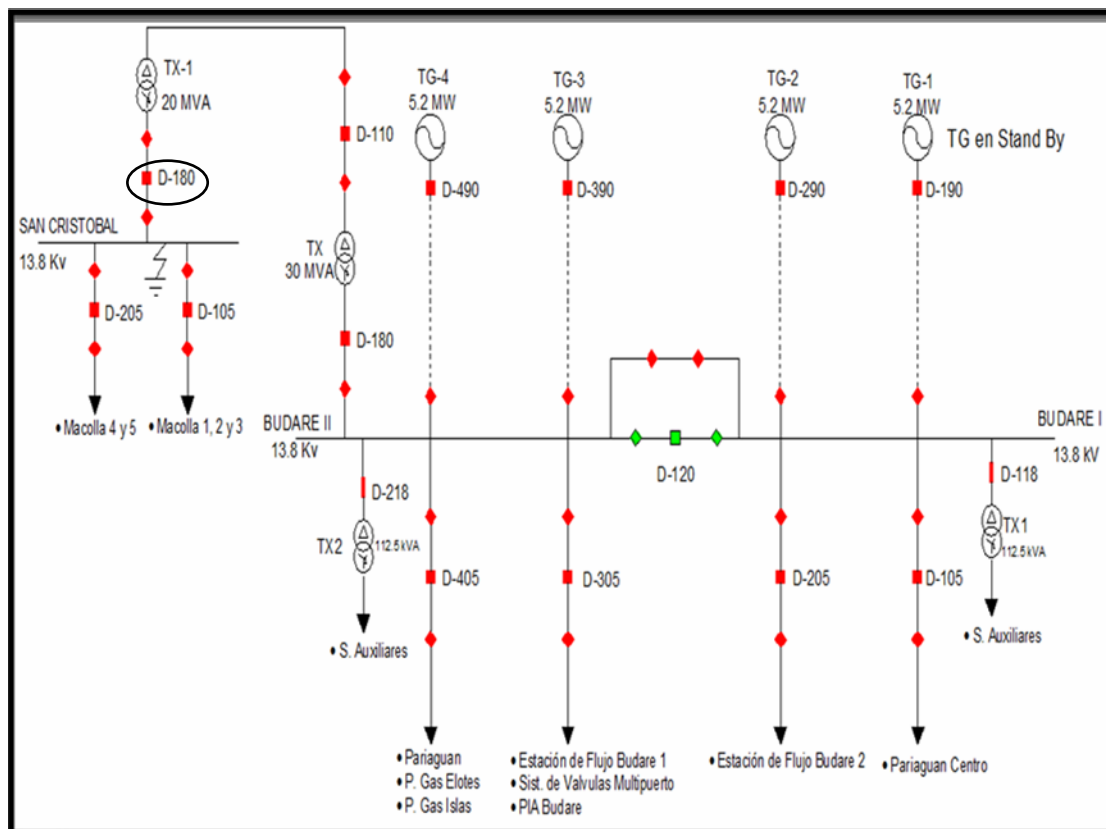 TX-1
20 MVA
D-180
SAN CRISTOBAL
13.8 Kv
D-205
D-105
• Macolla 4 y 5
• Macolla 1, 2 y 3
D-110
TX
30 MVA
D-180
TG-4
5.2 MW
D-490
TG-3
5.2 MW
D-390
TG-2
5.2 MW
D-290
TG-1
5.2 MW
TG en Stand By
D-190
BUDARE II
13.8 Kv
D-120
BUDARE I
13.8 kV
D-218
TX2
112.5 kVA
• S. Auxiliares
D-405
D-305
D-205
D-105
D-118
TX1
112.5 kVA
• S. Auxiliares
• Pariaguan
• P. Gas Elotes
• P. Gas Islas
• Estación de Flujo Budare 1
• Sist. de Valvulas Multipuerto
• PIA Budare
• Estación de Flujo Budare 2
• Pariaguan Centro